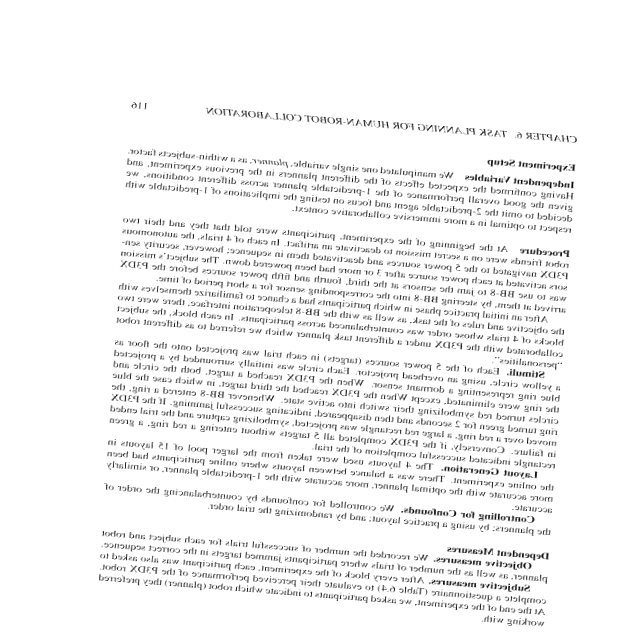 CHAPTER 6. TASK PLANNING FOR HUMAN-ROBOT COLLABORATION 116
Experiment Setup
Independent Variables We manipulated one single variable, planner, as a within-subjects factor.
Having confirmed the expected effects of the different planners in the previous experiment, and
given the good overall performance of the 1-predictable planner across different conditions, we
decided to omit the 2-predictable agent and focus on testing the implications of 1-predictable with
respect to optimal in a more immersive collaborative context.
Procedure At the beginning of the experiment, participants were told that they and their two
robot friends were on a secret mission to deactivate an artifact. In each of 4 trials, the autonomous
P3DX navigated to the 5 power sources and deactivated them in sequence; however, security sen-
sors activated at each power source after 3 or more had been powered down. The subject's mission
was to use BB-8 to jam the sensors at the third, fourth and fifth power sources before the P3DX
arrived at them, by steering BB-8 into the corresponding sensor for a short period of time.
After an initial practice phase in which participants had a chance to familiarize themselves with
the objective and rules of the task, as well as with the BB-8 teleoperation interface, there were two
blocks of 4 trials whose order was counterbalanced across participants. In each block, the subject
collaborated with the P3DX under a different task planner which we referred to as different robot
"personalities".
Stimuli. Each of the 5 power sources (targets) in each trial was projected onto the floor as
a yellow circle, using an overhead projector. Each circle was initially surrounded by a projected
blue ring representing a dormant sensor. When the P3DX reached a target, both the circle and
the ring were eliminated, except When the P3DX reached the third target, in which case the blue
circles turned red symbolizing their switch into active state. Whenever BB-8 entered a ring, the
ring turned green for 2 seconds and then disappeared, indicating successful jamming. If the P3DX
moved over a red ring, a large red rectangle was projected, symbolizing capture and the trial ended
in failure. Conversely, if the P3DX completed all 5 targets without entering a red ring, a green
rectangle indicated successful completion of the trial.
Layout Generation. The 4 layouts used were taken from the larger pool of 15 layouts in
the online experiment. There was a balance between layouts where online participants had been
more accurate with the optimal planner, more accurate with the 1-predictable planner, or similarly
accurate.
Controlling for Confounds. We controlled for confounds by counterbalancing the order of
the planners; by using a practice layout; and by randomizing the trial order.
Dependent Measures
Objective measures. We recorded the number of successful trials for each subject and robot
planner, as well as the number of trials where participants jammed targets in the correct sequence.
Subjective measures. After every block of the experiment, each participant was also asked to
complete a questionnaire (Table 6.4) to evaluate their perceived performance of the P3DX robot.
At the end of the experiment, we asked participants to indicate which robot (planner) they preferred
working with.